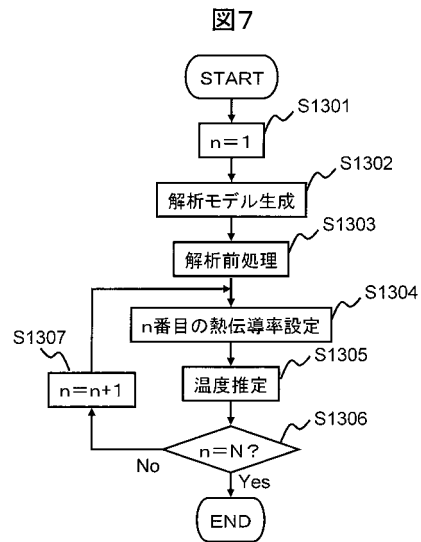 図7
START
S1301
n=1
S1302
解析モデル生成
S1303
解析前処理
S1304
n番目の熱伝導率設定
S1307
n=n+1
S1305
温度推定
S1306
n=N?
No
Yes
END